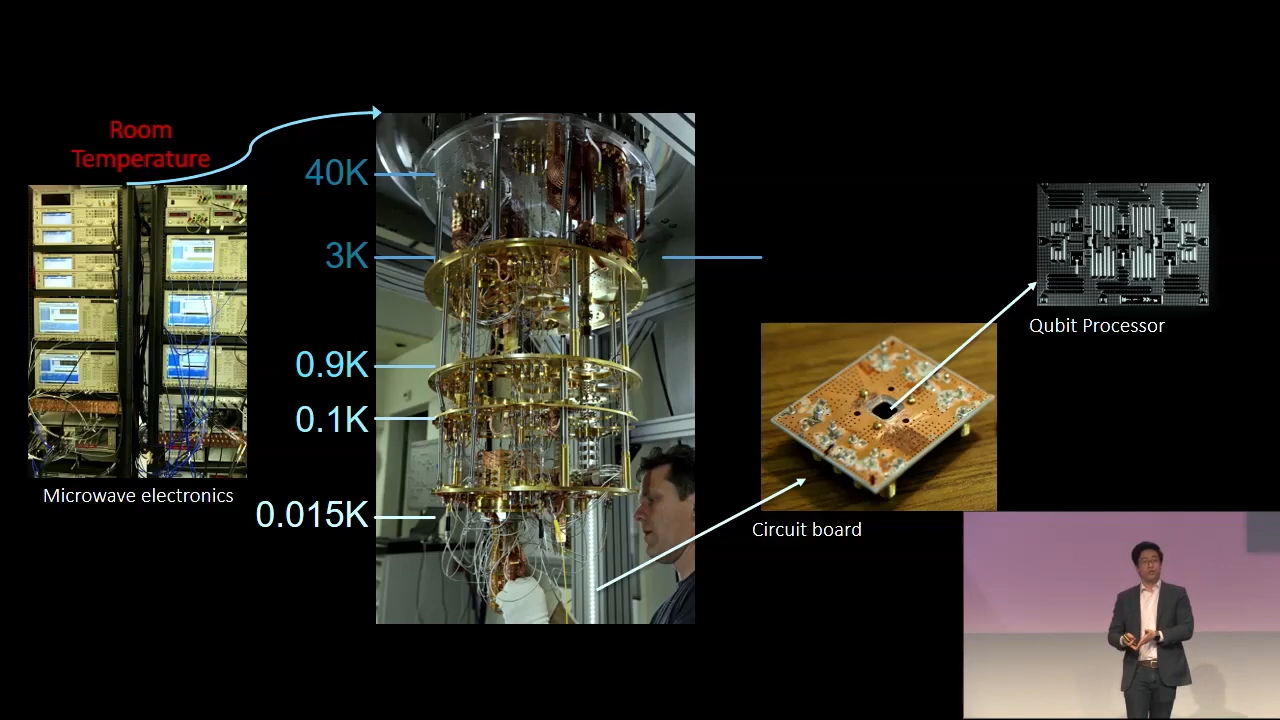 Room
Temperature
40K
3K
0.9K
0.1K
0.015K
Microwave electronics
Circuit board
Qubit Processor